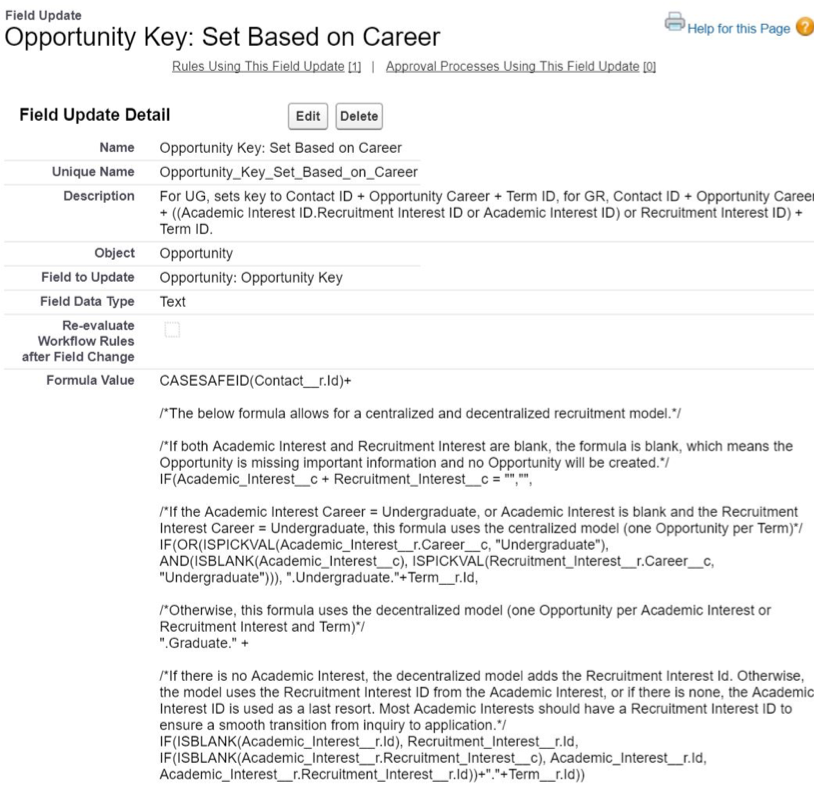 Field Update
Opportunity Key: Set Based on Career
Help for this Page ?
Rules Using This Field Update [1] | Approval Processes Using This Field Update [0]
Field Update Detail
Edit Delete
Name Opportunity Key: Set Based on Career
Unique Name Opportunity_Key_Set_Based_on_Career
Description For UG, sets key to Contact ID + Opportunity Career + Term ID, for GR, Contact ID + Opportunity Career
+ ((Academic Interest ID.Recruitment Interest ID or Academic Interest ID) or Recruitment Interest ID) +
Term ID.
Object Opportunity
Field to Update Opportunity: Opportunity Key
Field Data Type Text
Re-evaluate
Workflow Rules
after Field Change
Formula Value CASESAFEID(Contact__r.Id)+
/*The below formula allows for a centralized and decentralized recruitment model.*/
/*If both Academic Interest and Recruitment Interest are blank, the formula is blank, which means the
Opportunity is missing important information and no Opportunity will be created.*/
IF(Academic_Interest__c + Recruitment_Interest__c = "","",
/*If the Academic Interest Career = Undergraduate, or Academic Interest is blank and the Recruitment
Interest Career = Undergraduate, this formula uses the centralized model (one Opportunity per Term)*/
IF(OR(ISPICKVAL(Academic_Interest__r.Career__c, "Undergraduate"),
AND(ISBLANK(Academic_Interest__c), ISPICKVAL(Recruitment_Interest__r.Career__c,
"Undergraduate"))), ".Undergraduate."+Term__r.Id,
/*Otherwise, this formula uses the decentralized model (one Opportunity per Academic Interest or
Recruitment Interest and Term)*/
".Graduate." +
/*If there is no Academic Interest, the decentralized model adds the Recruitment Interest Id. Otherwise,
the model uses the Recruitment Interest ID from the Academic Interest, or if there is none, the Academic
Interest ID is used as a last resort. Most Academic Interests should have a Recruitment Interest ID to
ensure a smooth transition from inquiry to application.*/
IF(ISBLANK(Academic_Interest__r.Id), Recruitment_Interest__r.Id,
IF(ISBLANK(Academic_Interest__r.Recruitment_Interest__c), Academic_Interest__r.Id,
Academic_Interest__r.Recruitment_Interest__r.Id))+"."+Term__r.Id))